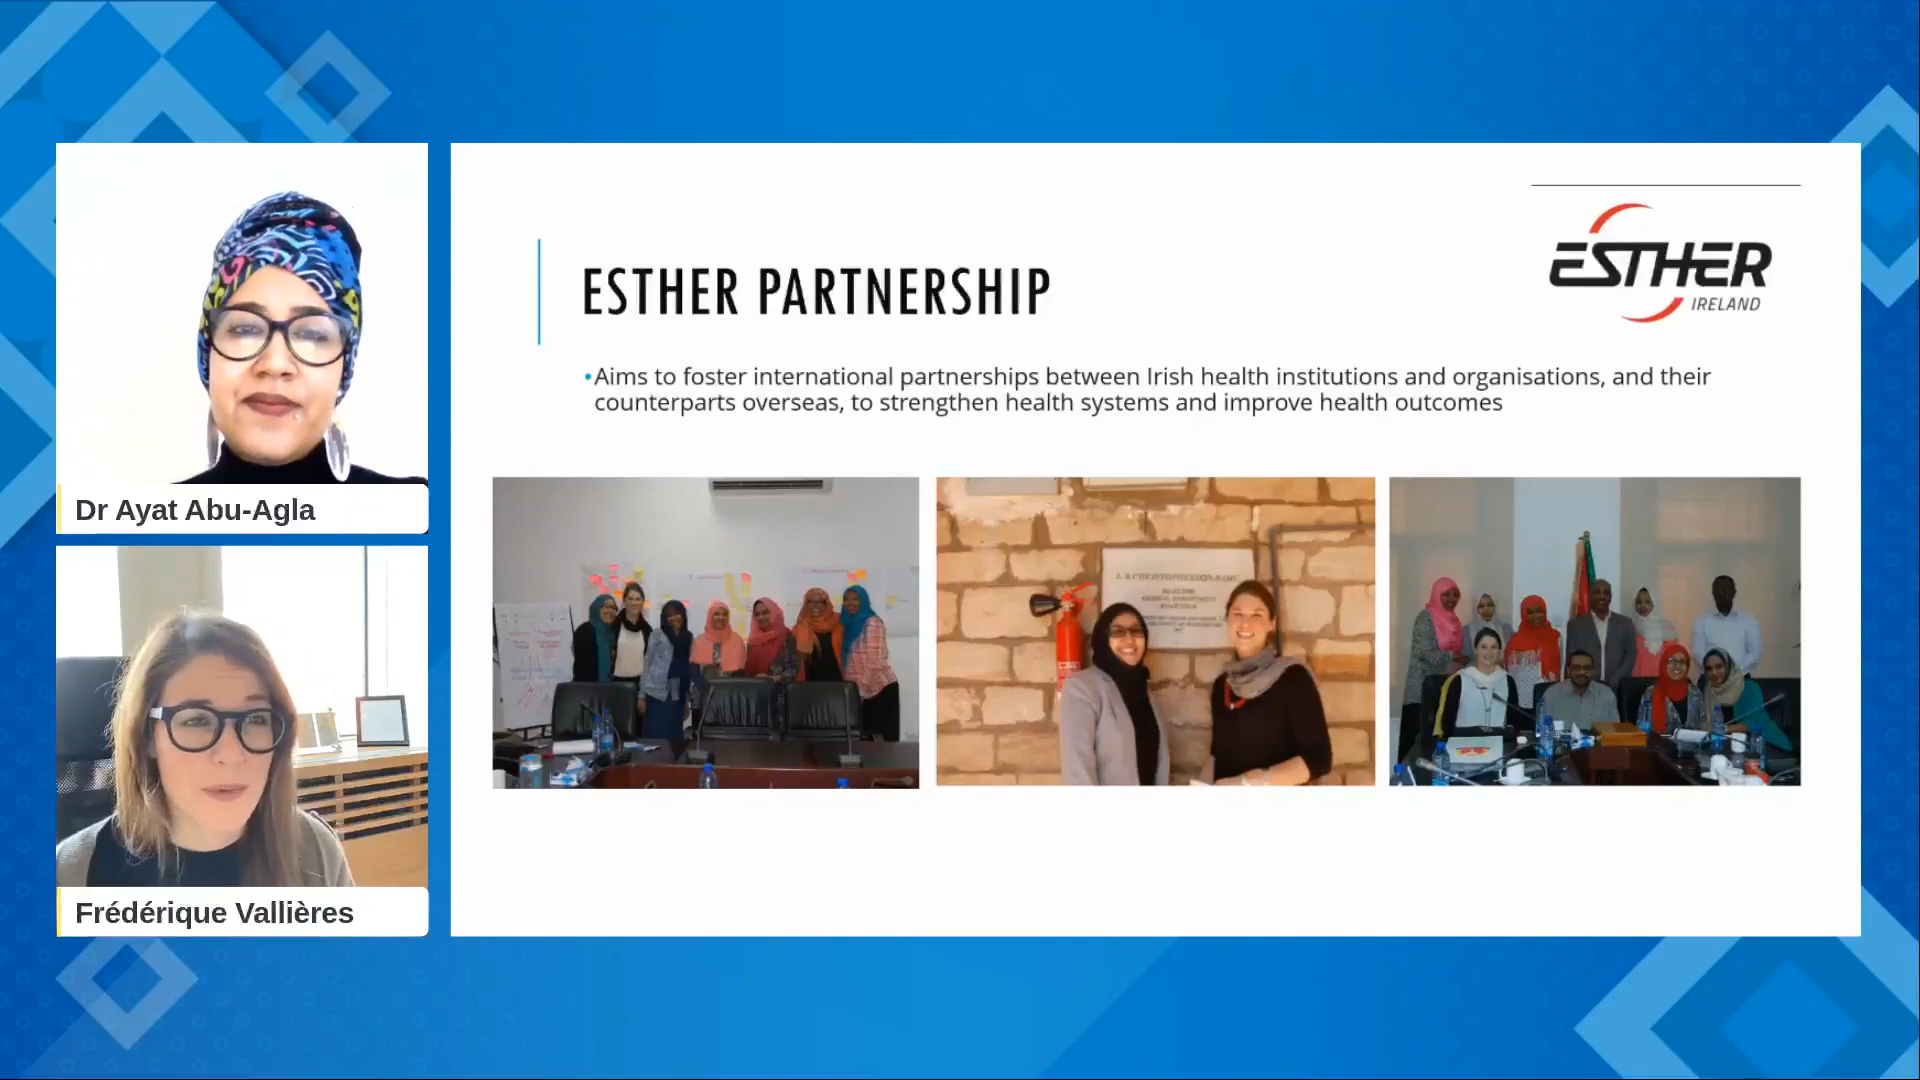 Dr Ayat Abu-Agla
Frédérique Vallières
ESTHER PARTNERSHIP
ESTHER
IRELAND
•Aims to foster international partnerships between Irish health institutions and organisations, and their
counterparts overseas, to strengthen health systems and improve health outcomes